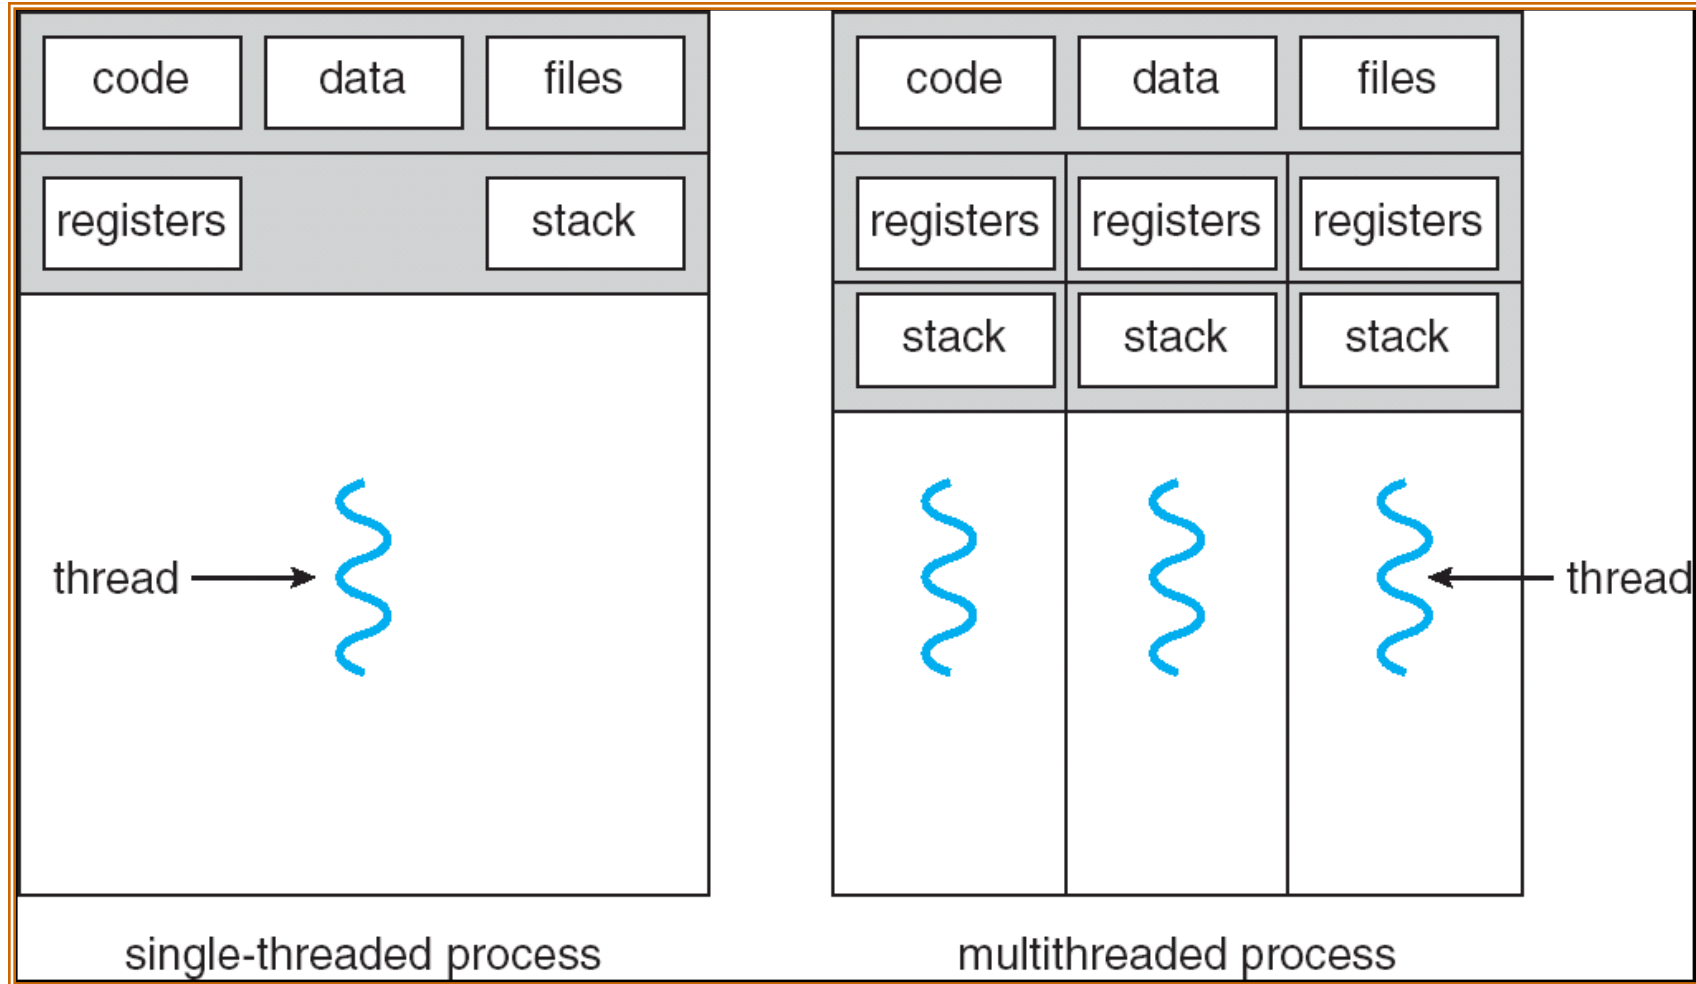 code data files
registers stack
thread
single-threaded process
code data files
registers registers registers
stack stack stack
thread
multithreaded process